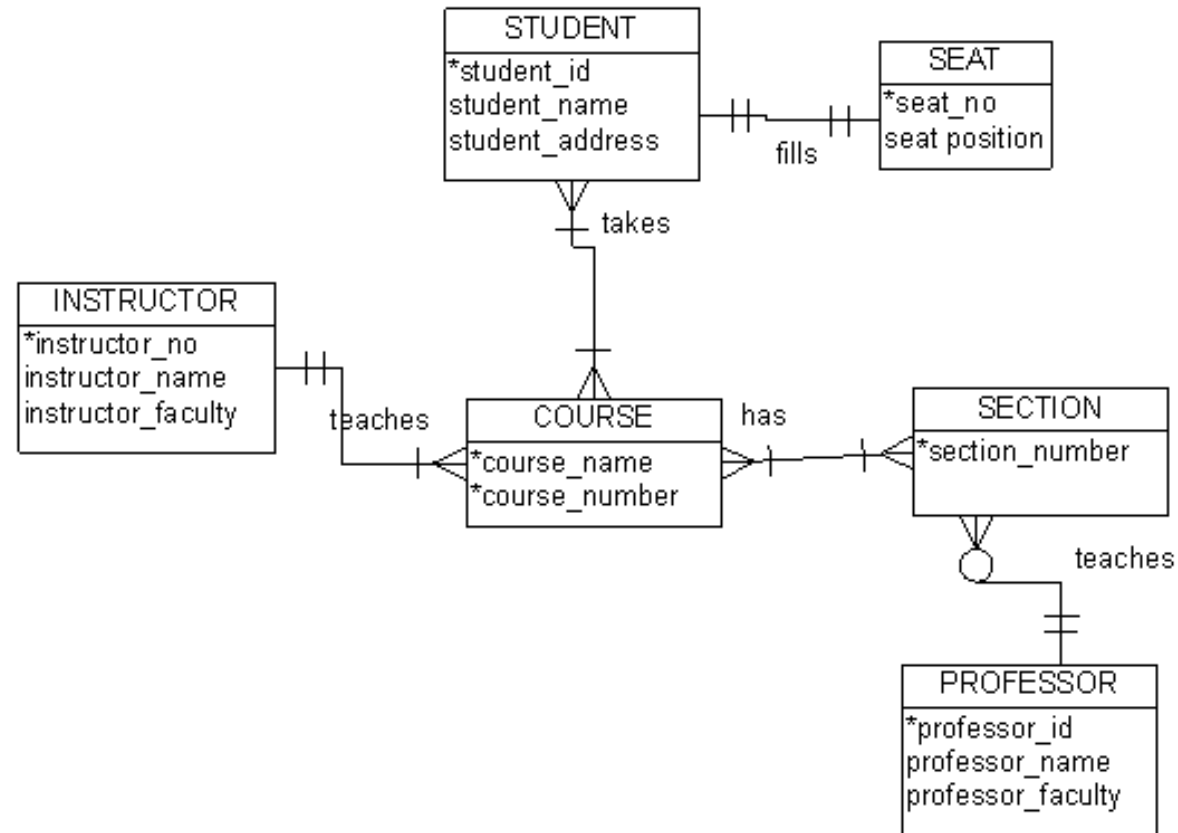 STUDENT
*student_id
student_name
student_address
SEAT
*seat_no
seat position
fills
takes
INSTRUCTOR
*instructor_no
instructor_name
instructor_faculty
teaches
COURSE
*course_name
*course_number
has
SECTION
*section_number
teaches
PROFESSOR
*professor_id
professor_name
professor_faculty